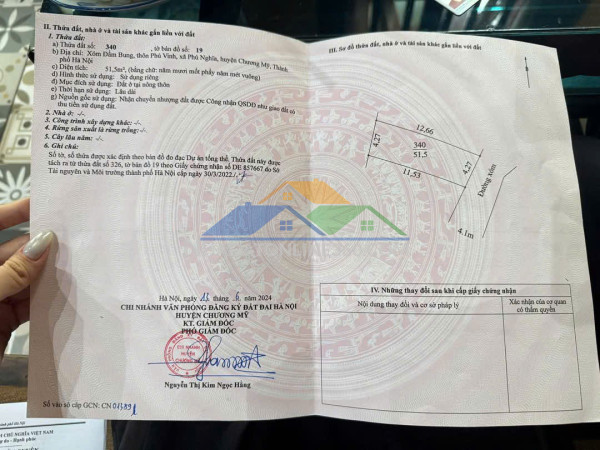 II. Thửa đất, nhà ở và tài sản khác gắn liền với đất
1. Thửa đất:
a) Thửa đất số: 340 , tờ bản đồ số: 19
b) Địa chỉ: Xóm Đầm Bung, thôn Phú Vinh, xã Phú Nghĩa, huyện Chương Mỹ, Thành
phố Hà Nội
c) Diện tích: 51,5m², (bằng chữ: năm mươi mốt phẩy năm mét vuông)
d) Hình thức sử dụng: Sử dụng riêng
đ) Mục đích sử dụng: Đất ở tại nông thôn
e) Thời hạn sử dụng: Lâu dài
g) Nguồn gốc sử dụng: Nhận chuyển nhượng đất được Công nhận QSDĐ như giao đất có
thu tiền sử dụng đất.
2. Nhà ở: -/-
3. Công trình xây dựng khác: -/-
4. Rừng sản xuất là rừng trồng: -/-
5. Cây lâu năm: -/-
6. Ghi chú:
Số tờ, số thửa được xác định theo bản đồ đo đạc Dự án tổng thể. Thửa đất này được
tách ra từ thửa đất số 326, tờ bản đồ 19 theo Giấy chứng nhận số DE 857667 do Sở
Tài nguyên và Môi trường thành phố Hà Nội cấp ngày 30/3/2022./.
Hà Nội, ngày 13 tháng 6 năm 2024
CHI NHÁNH VĂN PHÒNG ĐĂNG KÝ ĐẤT ĐAI HÀ NỘI
HUYỆN CHƯƠNG MỸ
KT. GIÁM ĐỐC
PHÓ GIÁM ĐỐC
CHI NHÁNH
HUYỆN
CHƯƠNG MỸ
Nguyễn Thị Kim Ngọc Hằng
Số vào sổ cấp GCN: CN
III. Sơ đồ thửa đất, nhà ở và tài sản khác gắn liền với đất
12,66
4,27
340
51,5
4,27
11,53
Đường xóm
4.1m
IV. Những thay đổi sau khi cấp giấy chứng nhận
Nội dung thay đổi và cơ sở pháp lý
Xác nhận của cơ quan
có thẩm quyền
CHỦ NGHĨA VIỆT NAM